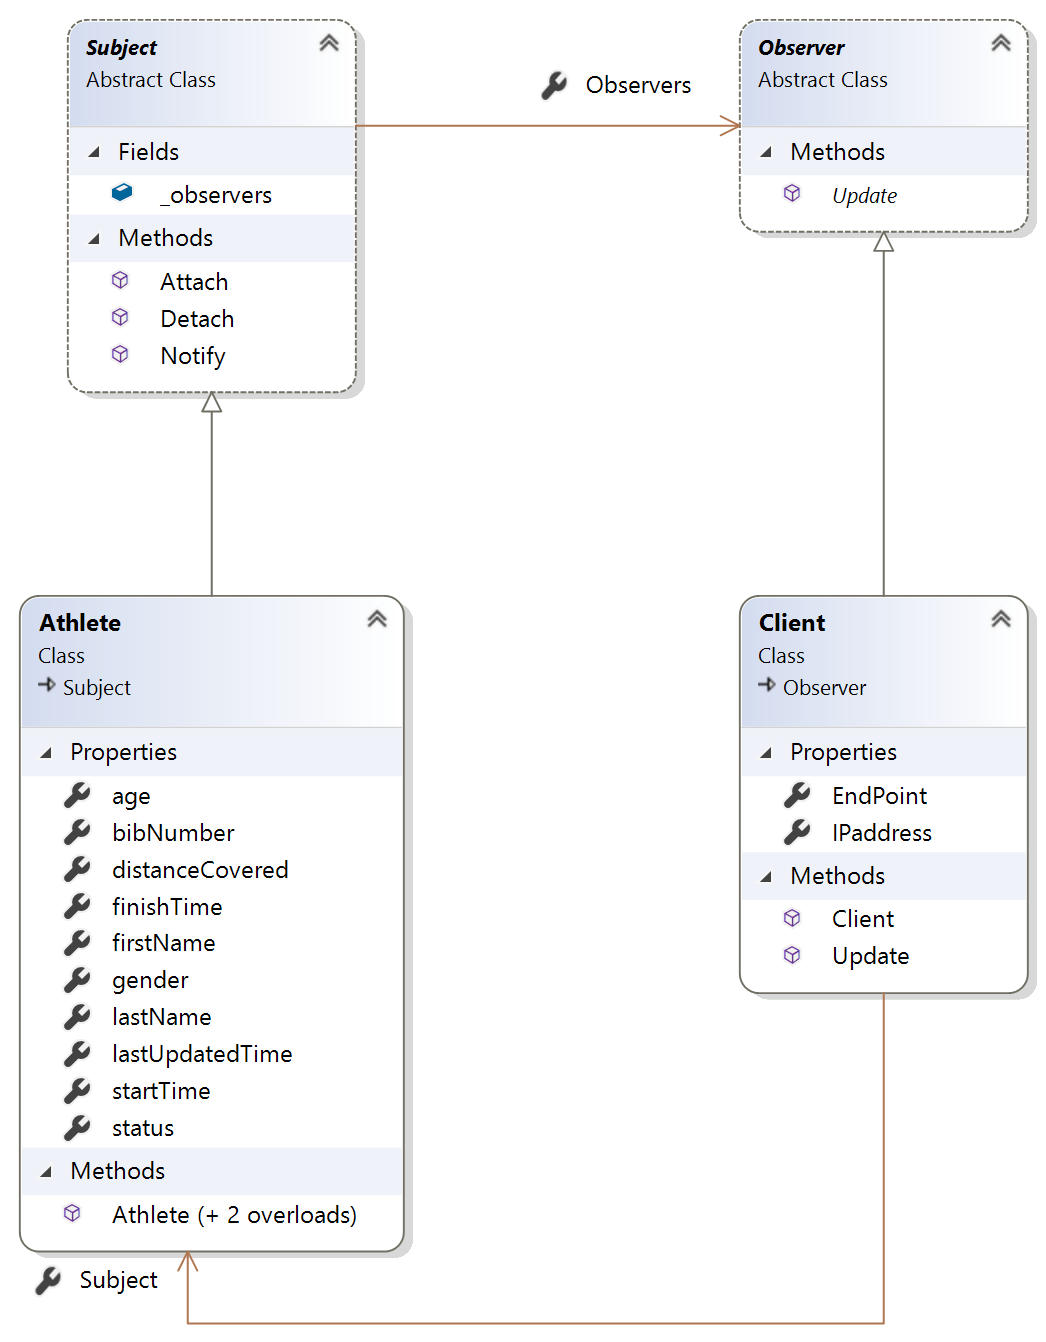 Subject
Abstract Class
Fields
_observers
Methods
Attach
Detach
Notify
Observers
Observer
Abstract Class
Methods
Update
Athlete
Class
Subject
Properties
age
bibNumber
distanceCovered
finishTime
firstName
gender
lastName
lastUpdatedTime
startTime
status
Methods
Athlete (+ 2 overloads)
Client
Class
Observer
Properties
EndPoint
IPaddress
Methods
Client
Update
Subject